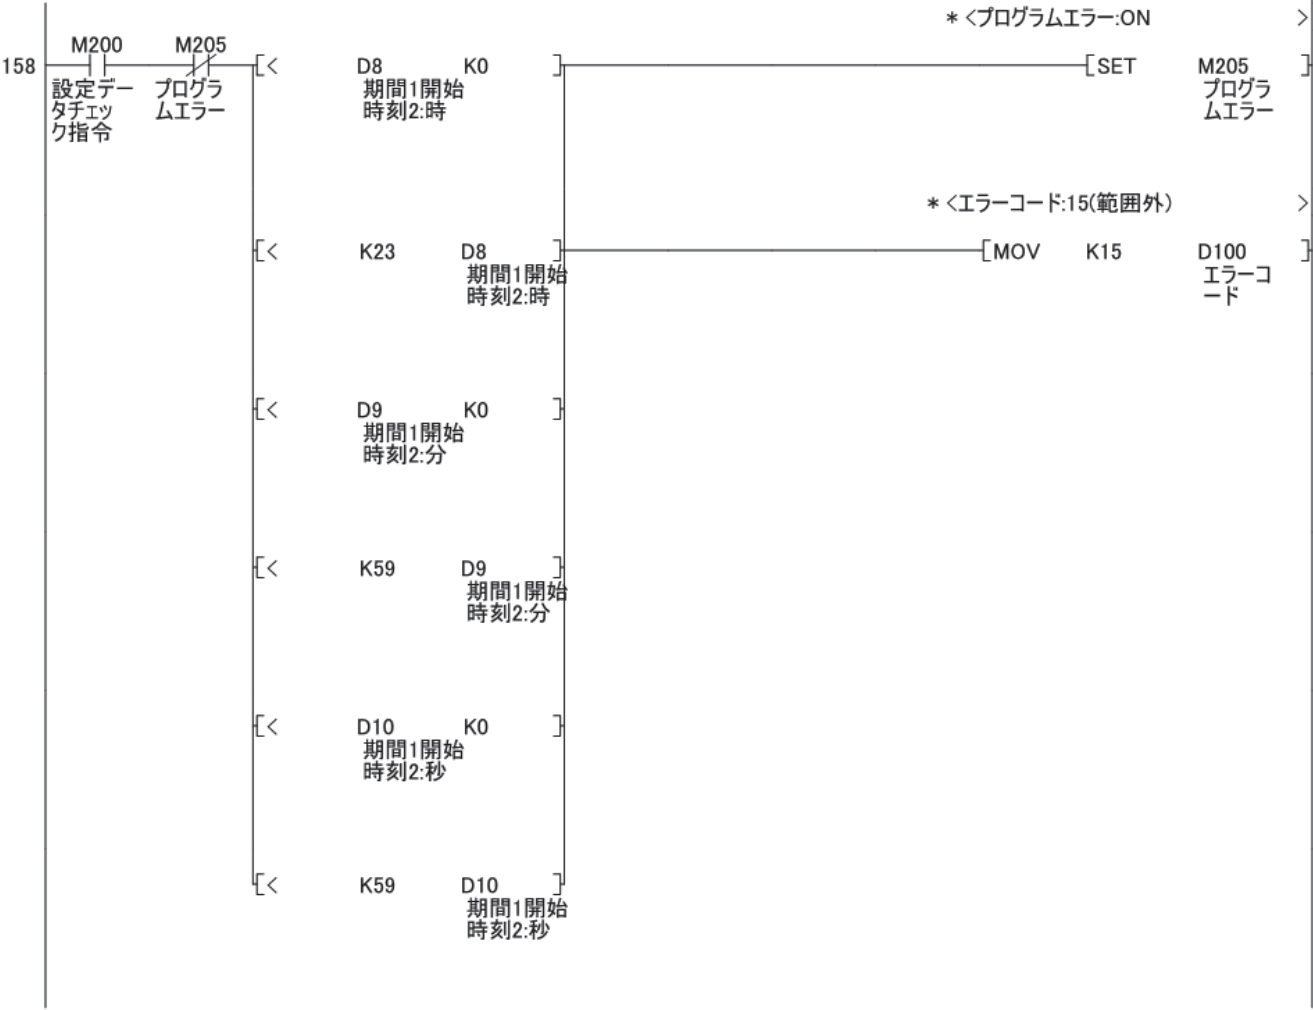 * <プログラムエラー:ON >
M200 M205
158 [< D8 K0 ] [SET M205 ]
設定デー プログラ 期間1開始 プログラ
タチェッ ムエラー 時刻2:時 ムエラー
ク指令
* <エラーコード:15(範囲外) >
[< K23 D8 ] [MOV K15 D100 ]
期間1開始 エラーコ
時刻2:時 ード
[< D9 K0 ]
期間1開始
時刻2:分
[< K59 D9 ]
期間1開始
時刻2:分
[< D10 K0 ]
期間1開始
時刻2:秒
[< K59 D10 ]
期間1開始
時刻2:秒